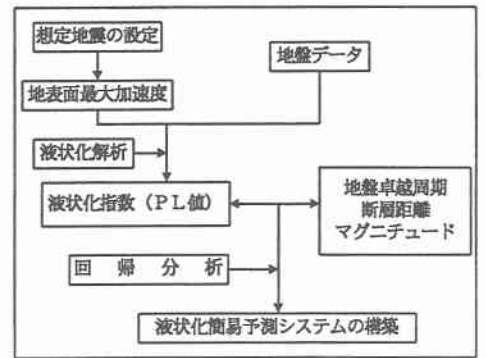 想定地震の設定
地盤データ
地表面最大加速度
液状化解析
液状化指数（ＰＬ値）
地盤卓越周期
断層距離
マグニチュード
回帰分析
液状化簡易予測システムの構築